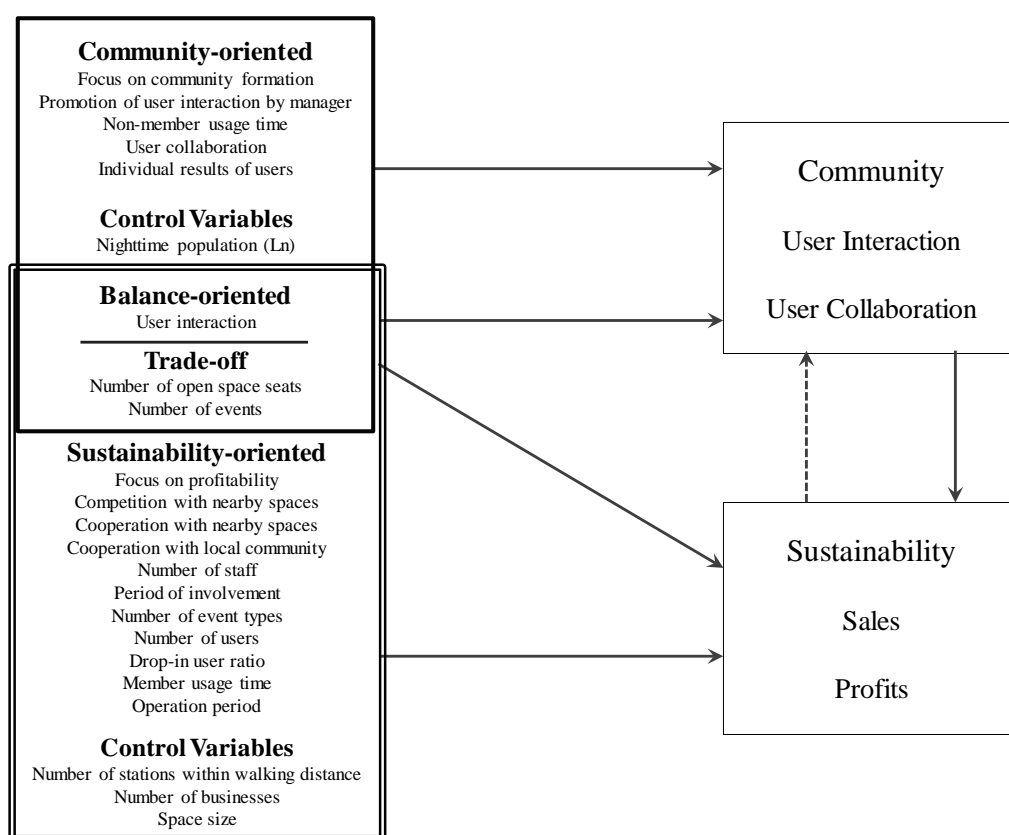 Community-oriented
Focus on community formation
Promotion of user interaction by manager
Non-member usage time
User collaboration
Individual results of users
Control Variables
Nighttime population (Ln)
Balance-oriented
User interaction
Trade-off
Number of open space seats
Number of events
Sustainability-oriented
Focus on profitability
Competition with nearby spaces
Cooperation with nearby spaces
Cooperation with local community
Number of staff
Period of involvement
Number of event types
Number of users
Drop-in user ratio
Member usage time
Operation period
Control Variables
Number of stations within walking distance
Number of businesses
Space size
Community
User Interaction
User Collaboration
Sustainability
Sales
Profits